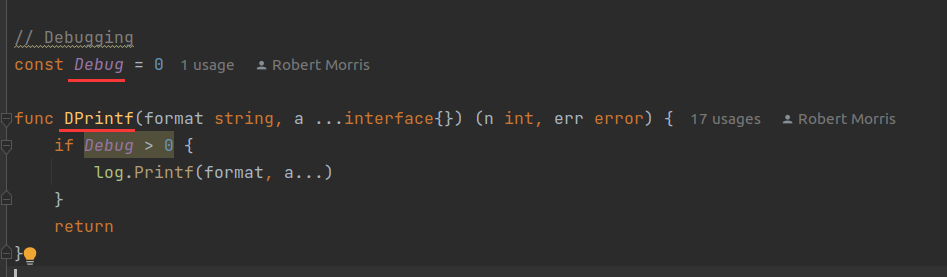 // Debugging
const Debug = 0 1 usage Robert Morris
func DPrintf(format string, a ...interface{}) (n int, err error) { 17 usages Robert Morris
if Debug > 0 {
log.Printf(format, a...)
}
return
}